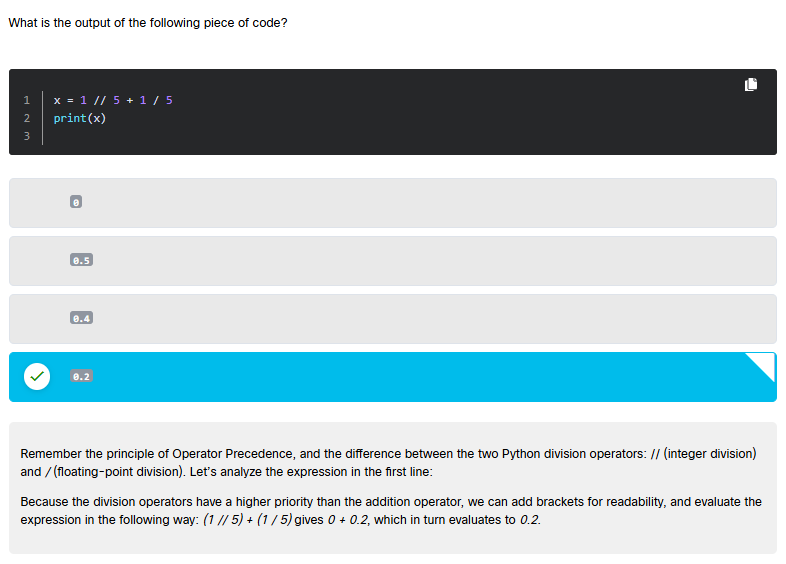 What is the output of the following piece of code?
1 x = 1 // 5 + 1 / 5
2 print(x)
3
0
0.5
0.4
0.2
Remember the principle of Operator Precedence, and the difference between the two Python division operators: // (integer division)
and / (floating-point division). Let's analyze the expression in the first line:
Because the division operators have a higher priority than the addition operator, we can add brackets for readability, and evaluate the
expression in the following way: (1 // 5) + (1 / 5) gives 0 + 0.2, which in turn evaluates to 0.2.